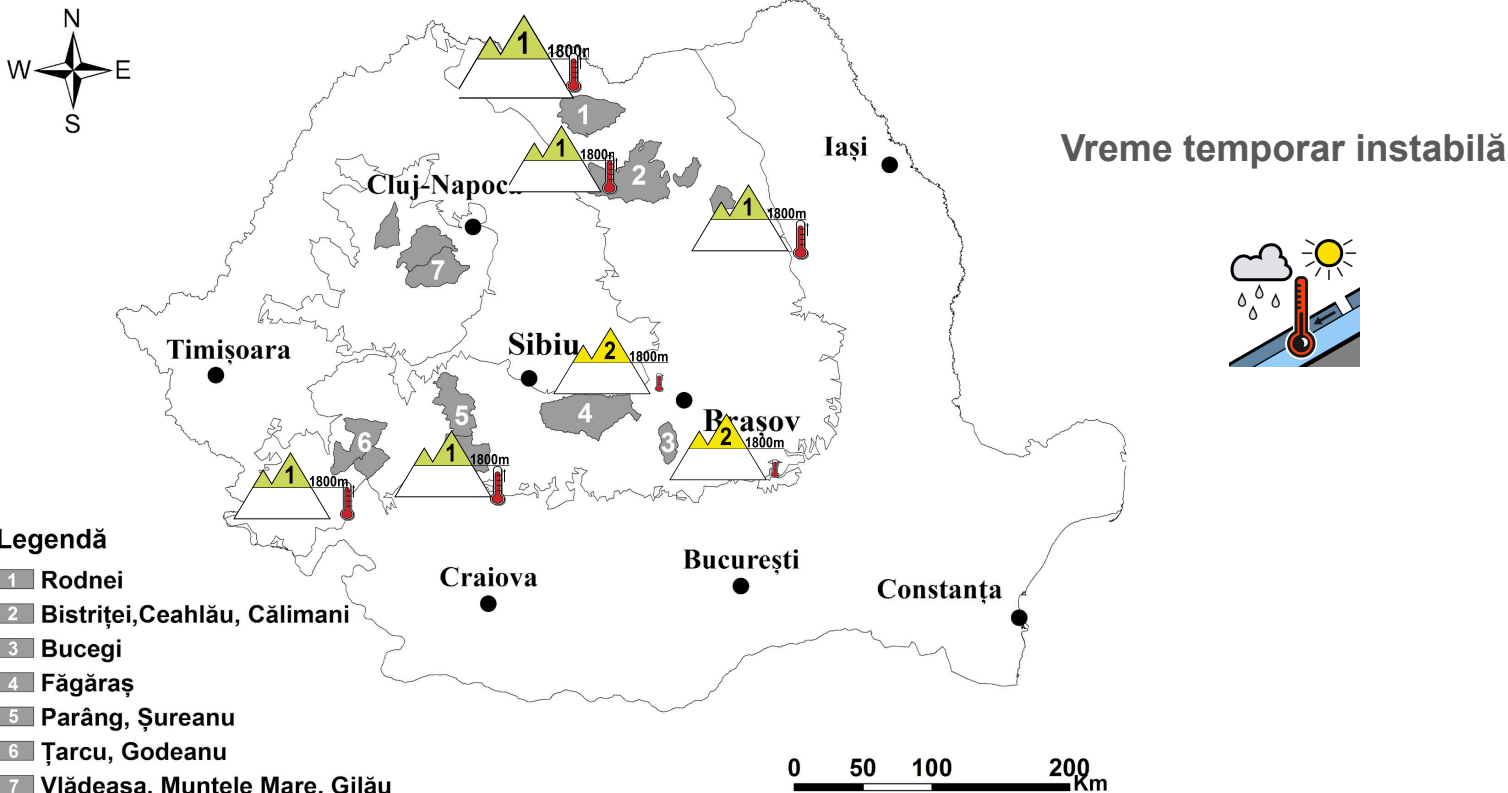 N
W E
S
1
1800m
1
1
1800m
2
Iași
Vreme temporar instabilă
Cluj-Napoca
1
1800m
7
Timișoara
Sibiu
2
1800m
5
4
Brașov
6
3
2
1800m
1
1800m
1
1800m
Legendă
1 Rodnei
2 Bistriței,Ceahlău, Călimani
3 Bucegi
4 Făgăraș
5 Parâng, Șureanu
6 Țarcu, Godeanu
7 Vlădeasa, Muntele Mare, Gilău
București
Craiova
Constanța
0 50 100 200
Km